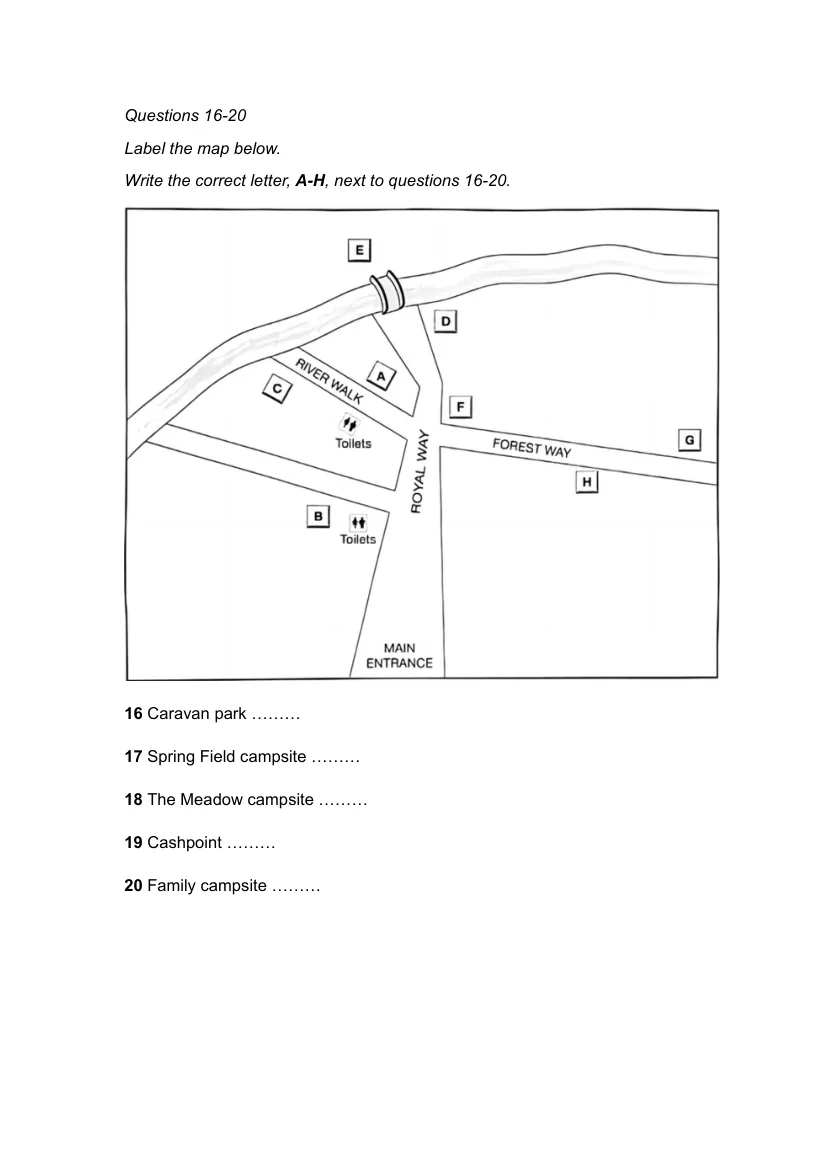 Questions 16-20
Label the map below.
Write the correct letter, A-H, next to questions 16-20.
E
D
RIVER WALK
A
C
F
Toilets
ROYAL WAY
FOREST WAY
G
H
B
Toilets
MAIN
ENTRANCE
16 Caravan park ………
17 Spring Field campsite ………
18 The Meadow campsite ………
19 Cashpoint ………
20 Family campsite ………